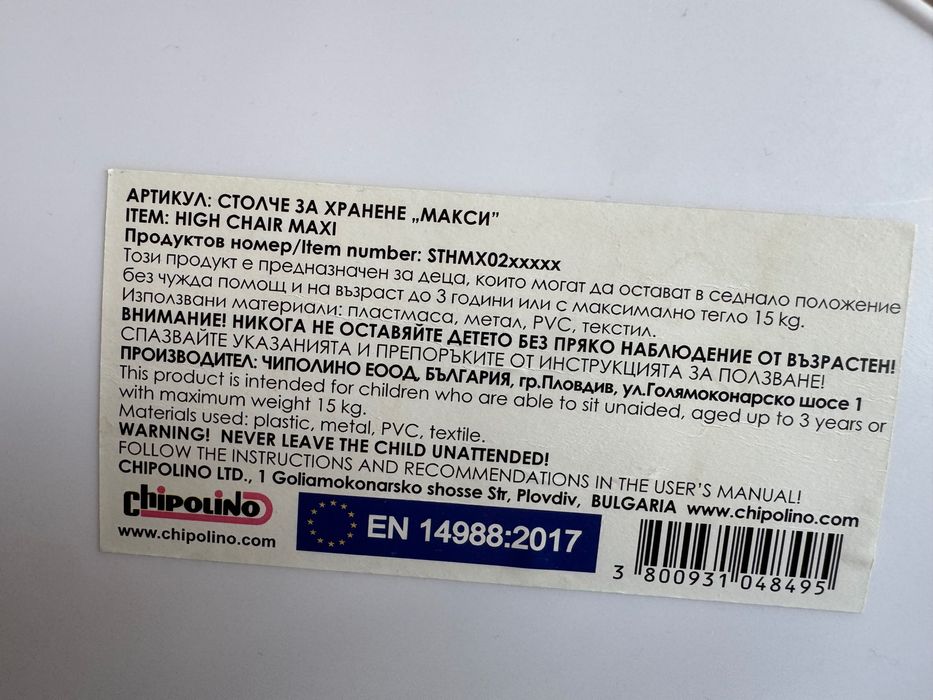 АРТИКУЛ: СТОЛЧЕ ЗА ХРАНЕНЕ „МАКСИ”
ITEM: HIGH CHAIR MAXI
Продуктов номер/Item number: STHMX02xxxxx
Този продукт е предназначен за деца, които могат да остават в седнало положение
без чужда помощ и на възраст до 3 години или с максимално тегло 15 kg.
Използвани материали: пластмаса, метал, PVC, текстил.
ВНИМАНИЕ! НИКОГА НЕ ОСТАВЯЙТЕ ДЕТЕТО БЕЗ ПРЯКО НАБЛЮДЕНИЕ ОТ ВЪЗРАСТЕН!
СПАЗВАЙТЕ УКАЗАНИЯТА И ПРЕПОРЪКИТЕ ОТ ИНСТРУКЦИЯТА ЗА ПОЛЗВАНЕ!
ПРОИЗВОДИТЕЛ: ЧИПОЛИНО ЕООД, БЪЛГАРИЯ, гр.Пловдив, ул.Голямоконарско шосе 1
This product is intended for children who are able to sit unaided, aged up to 3 years or
with maximum weight 15 kg.
Materials used: plastic, metal, PVC, textile.
WARNING! NEVER LEAVE THE CHILD UNATTENDED!
FOLLOW THE INSTRUCTIONS AND RECOMMENDATIONS IN THE USER'S MANUAL!
CHIPOLINO LTD., 1 Goliamokonarsko shosse Str, Plovdiv, BULGARIA www.chipolino.com
chipolino
www.chipolino.com
EN 14988:2017
3 800931 048495